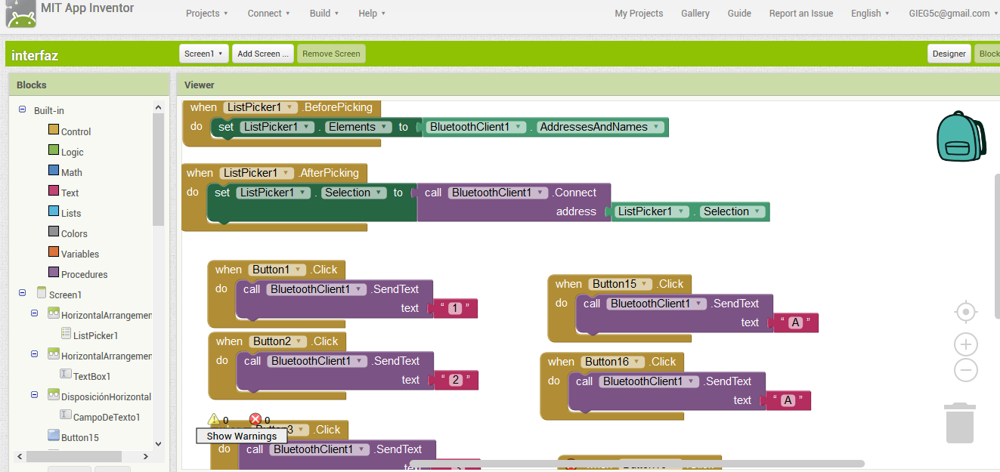 MIT App Inventor
Projects Connect Build Help My Projects Gallery Guide Report an Issue English GIEG5c@gmail.com
interfaz Screen1 Add Screen ... Remove Screen Designer Block
Blocks
Built-in
Control
Logic
Math
Text
Lists
Colors
Variables
Procedures
Screen1
HorizontalArrangemen
ListPicker1
HorizontalArrangemen
TextBox1
DisposiciónHorizontal
CampoDeTexto1
Button15
Viewer
when ListPicker1 .BeforePicking
do set ListPicker1 . Elements to BluetoothClient1 . AddressesAndNames
when ListPicker1 .AfterPicking
do set ListPicker1 . Selection to call BluetoothClient1 .Connect
address ListPicker1 . Selection
when Button1 .Click
do call BluetoothClient1 .SendText
text “ 1 ”
when Button2 .Click
do call BluetoothClient1 .SendText
text “ 2 ”
0 0
Show Warnings
Button3 .Click
do call BluetoothClient1 .SendText
when Button15 .Click
do call BluetoothClient1 .SendText
text “ A ”
when Button16 .Click
do call BluetoothClient1 .SendText
text “ A ”